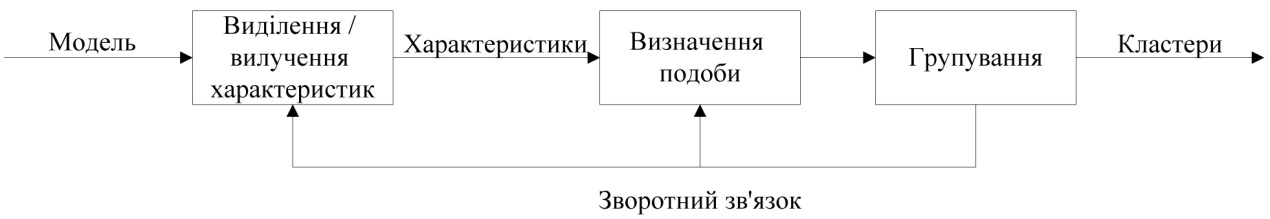 Модель
Виділення /
вилучення
характеристик
Характеристики
Визначення
подоби
Групування
Кластери
Зворотний зв'язок